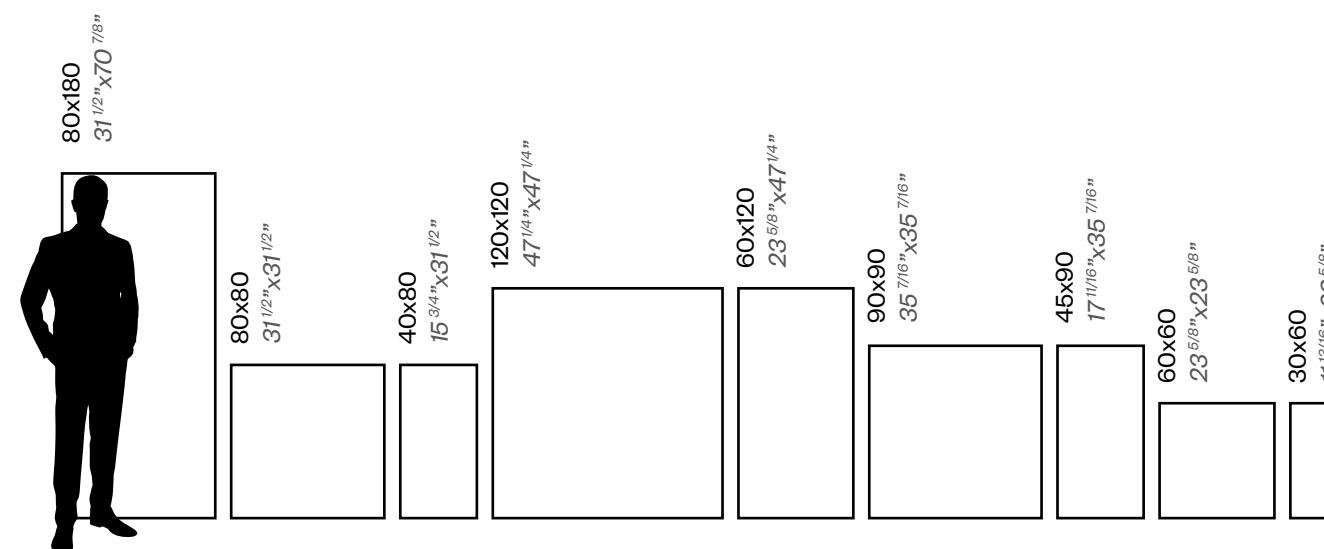 80x180
31 1/2”x70 7/8”
80x80
31 1/2”x31 1/2”
40x80
15 3/4”x31 1/2”
120x120
47 1/4”x47 1/4”
60x120
23 5/8”x47 1/4”
90x90
35 7/16”x35 7/16”
45x90
17 11/16”x35 7/16”
60x60
23 5/8”x23 5/8”
30x60